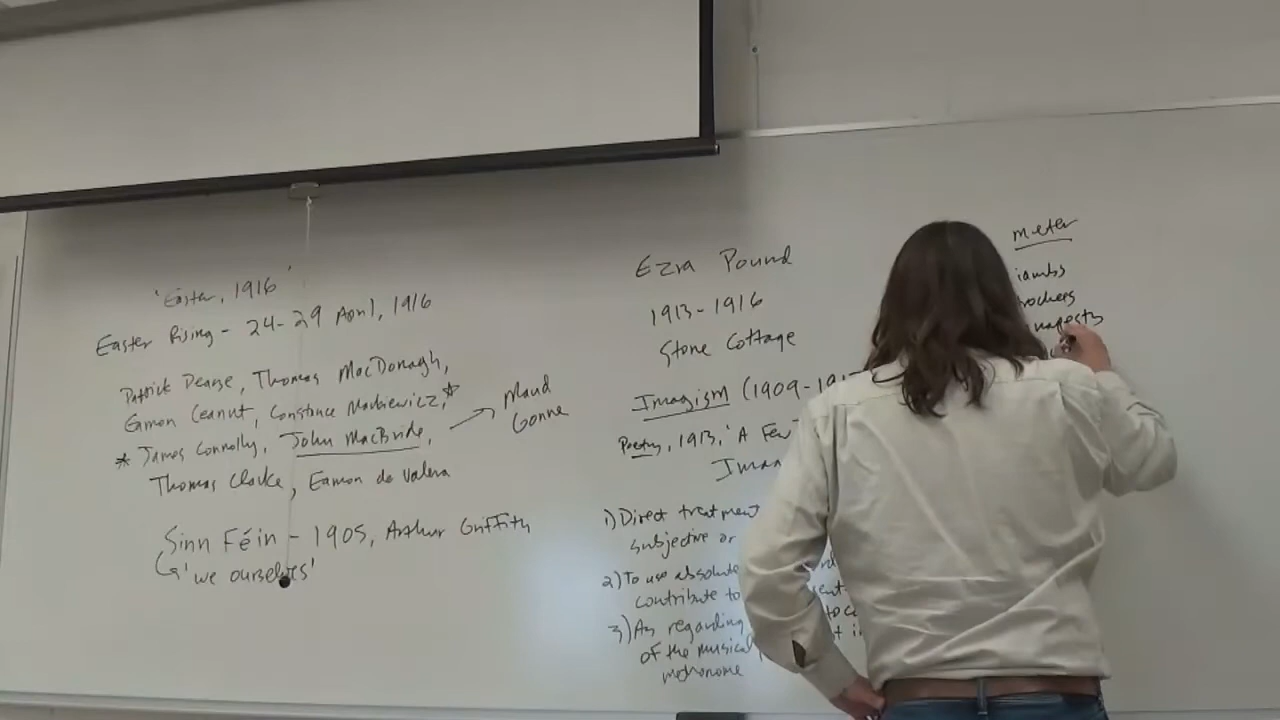 'Easter, 1916'
Easter Rising - 24-29 April, 1916
Patrick Pearse, Thomas MacDonagh,
Eamon Ceannt, Constance Markiewicz,*
* James Connolly, John MacBride,
Thomas Clarke, Eamon de Valera
Maud
Gonne
Sinn Féin - 1905, Arthur Griffith
'we ourselves'
Ezra Pound
1913-1916
Stone Cottage
Imagism (1909-191
Poetry, 1913, 'A Few
1) Direct treatment
subjective or
2) To use absolute
contribute to
3) As regarding
of the musical
metronome
meter
iambs
trochees